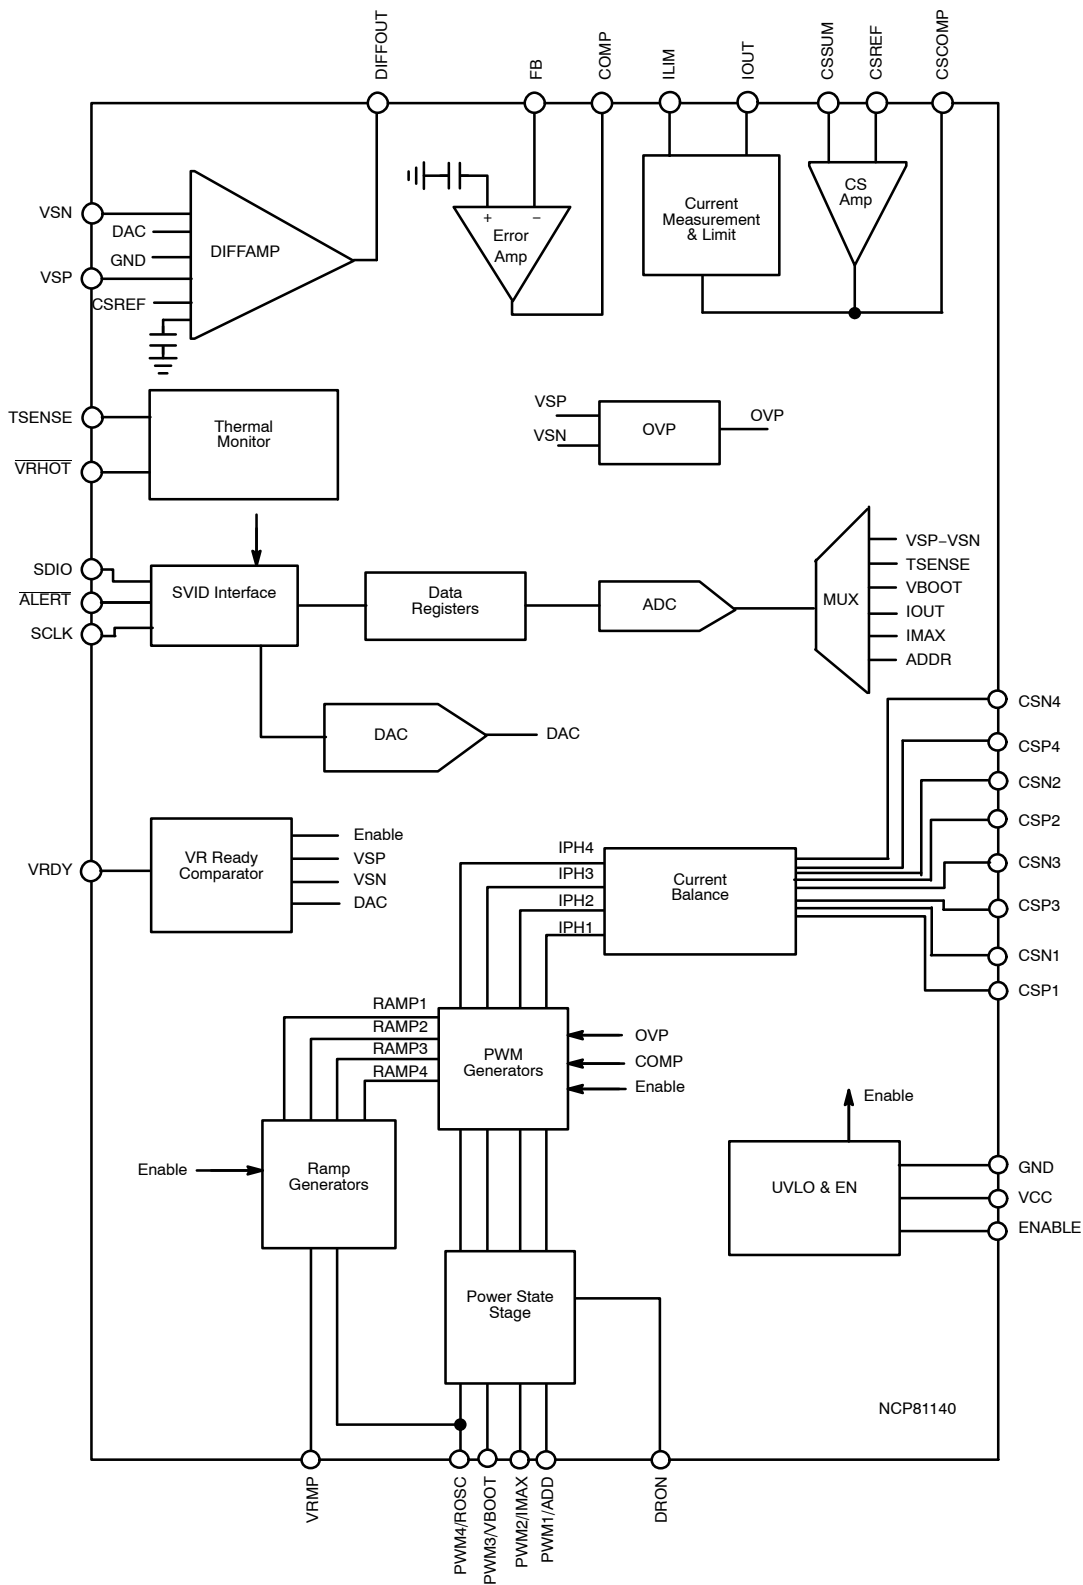 DIFFOUT
FB
COMP
ILIM
IOUT
CSSUM
CSREF
CSCOMP
VSN
DAC
GND
VSP
CSREF
DIFFAMP
+
−
Error
Amp
Current
Measurement
& Limit
CS
Amp
TSENSE
VRHOT
Thermal
Monitor
VSP
VSN
OVP
OVP
SDIO
ALERT
SCLK
SVID Interface
Data
Registers
ADC
MUX
VSP−VSN
TSENSE
VBOOT
IOUT
IMAX
ADDR
DAC
DAC
CSN4
CSP4
CSN2
CSP2
CSN3
CSP3
CSN1
CSP1
VRDY
VR Ready
Comparator
Enable
VSP
VSN
DAC
IPH4
IPH3
IPH2
IPH1
Current
Balance
RAMP1
RAMP2
RAMP3
RAMP4
PWM
Generators
OVP
COMP
Enable
Enable
Ramp
Generators
Enable
UVLO & EN
GND
VCC
ENABLE
Power State
Stage
NCP81140
VRMP
PWM4/ROSC
PWM3/VBOOT
PWM2/IMAX
PWM1/ADD
DRON